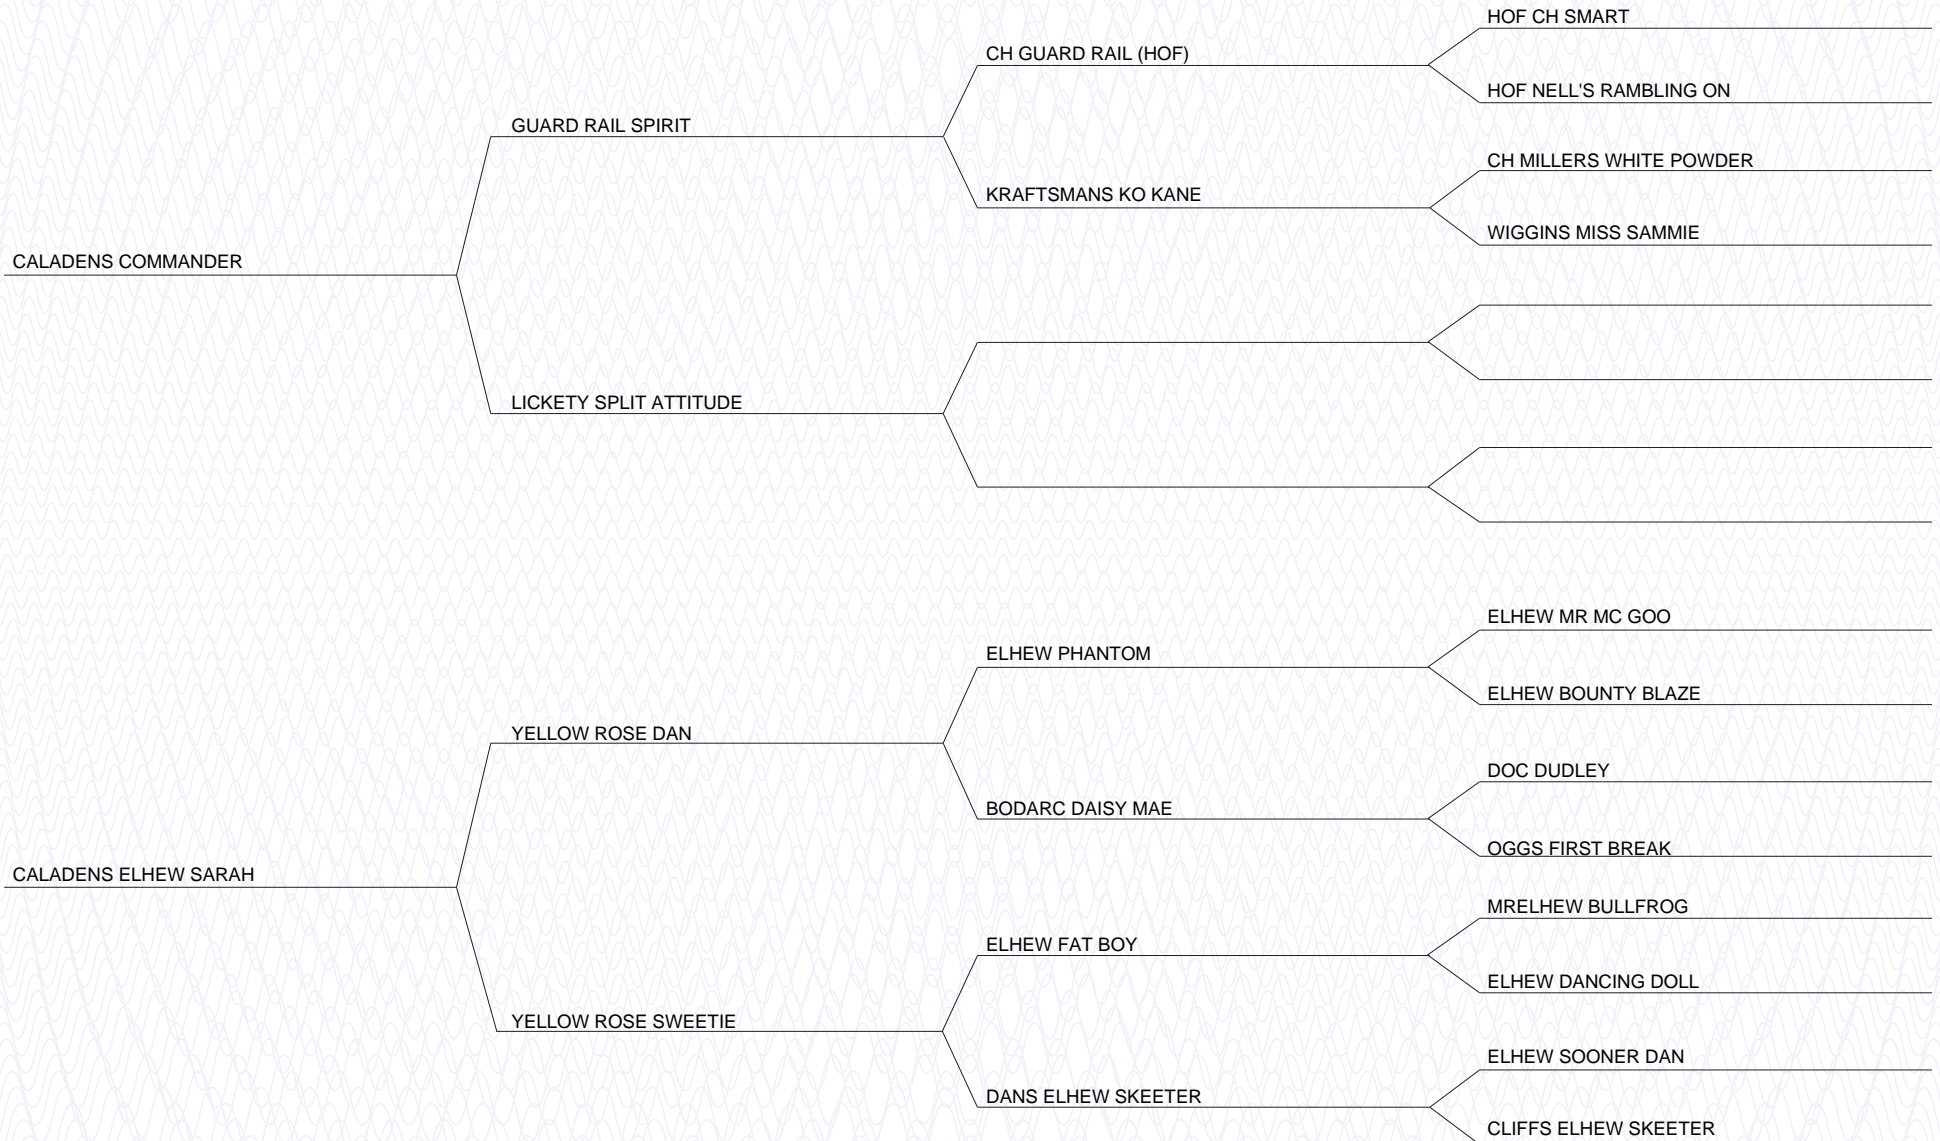 HOF CH SMART
CH GUARD RAIL (HOF)
HOF NELL'S RAMBLING ON
GUARD RAIL SPIRIT
CH MILLERS WHITE POWDER
KRAFTSMANS KO KANE
WIGGINS MISS SAMMIE
CALADENS COMMANDER
LICKETY SPLIT ATTITUDE
ELHEW MR MC GOO
ELHEW PHANTOM
ELHEW BOUNTY BLAZE
YELLOW ROSE DAN
DOC DUDLEY
BODARC DAISY MAE
OGGS FIRST BREAK
CALADENS ELHEW SARAH
MRELHEW BULLFROG
ELHEW FAT BOY
ELHEW DANCING DOLL
YELLOW ROSE SWEETIE
ELHEW SOONER DAN
DANS ELHEW SKEETER
CLIFFS ELHEW SKEETER